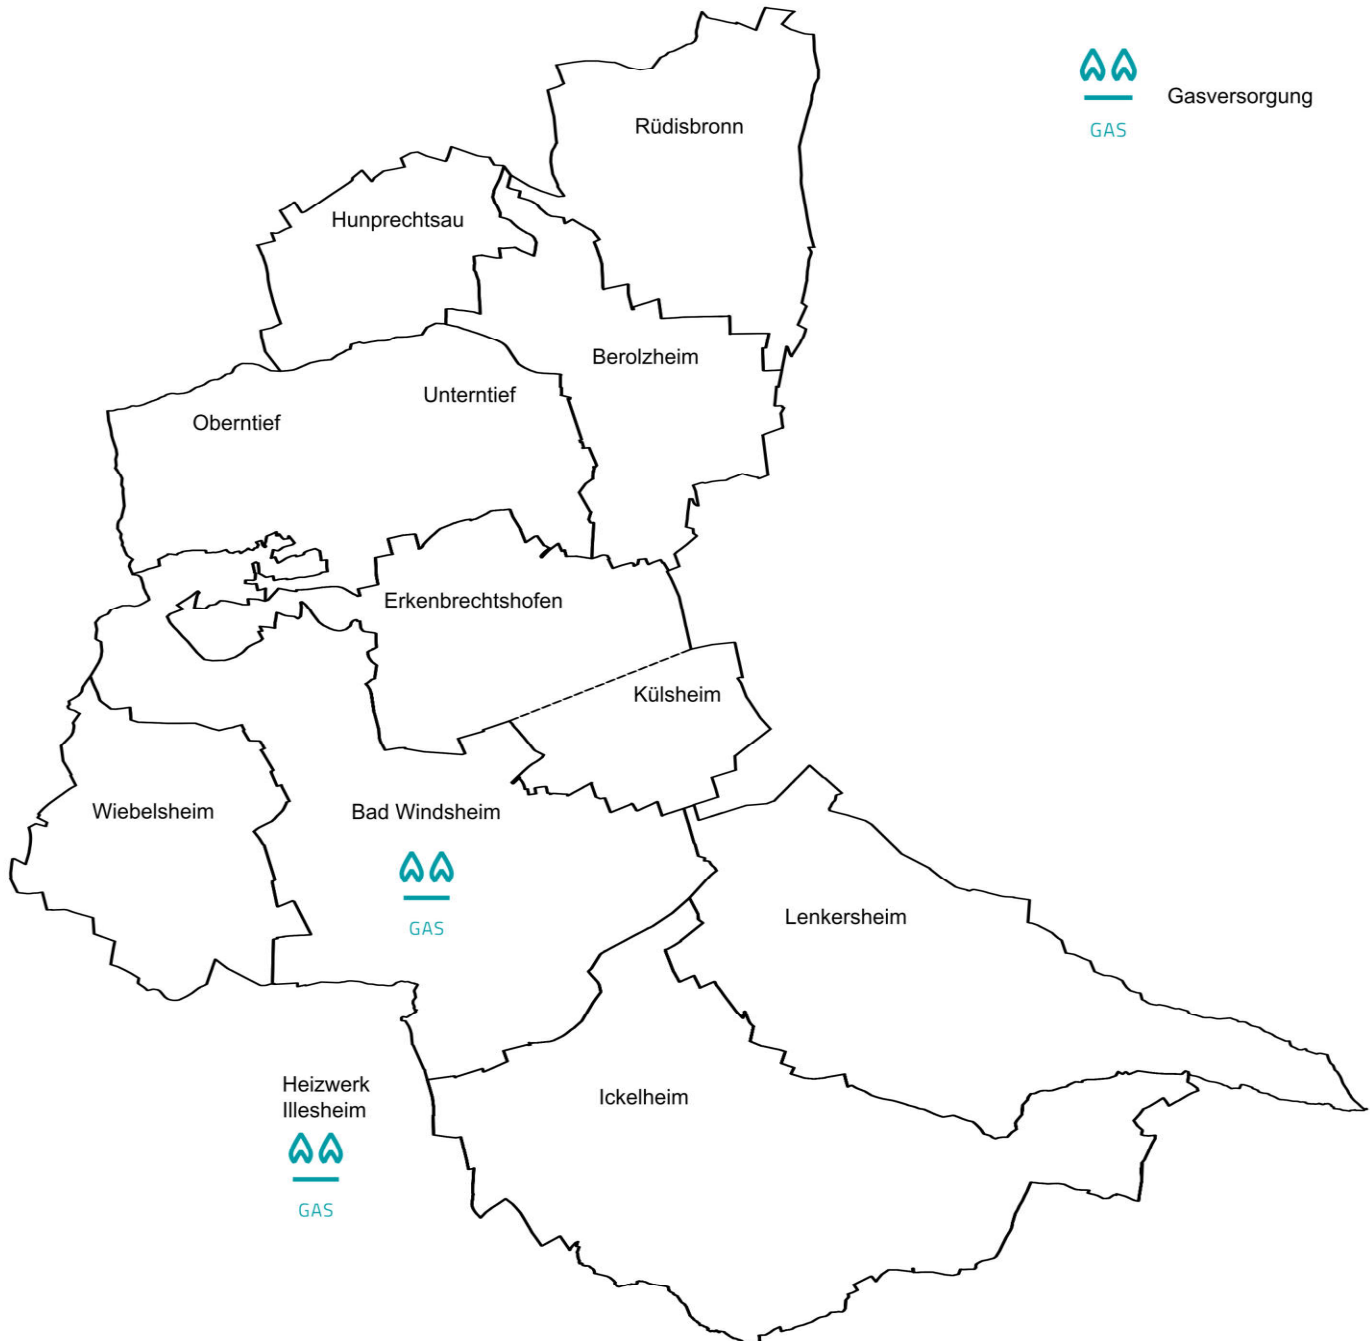 Rüdisbronn
GAS
Gasversorgung
Hunprechtsau
Berolzheim
Unterntief
Oberntief
Erkenbrechtshofen
Külsheim
Wiebelsheim
Bad Windsheim
GAS
Lenkersheim
Heizwerk
Illesheim
GAS
Ickelheim